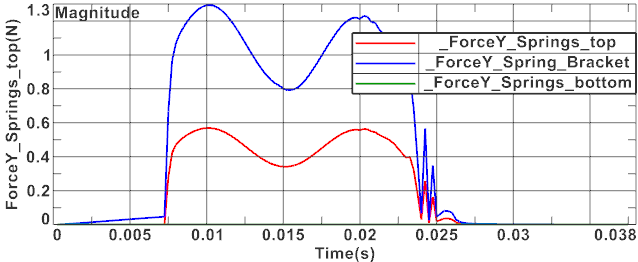 Magnitude
ForceY_Springs_top(N)
1.3
1
0.8
0.6
0.4
0.2
0
_ForceY_Springs_top
_ForceY_Spring_Bracket
_ForceY_Springs_bottom
0 0.005 0.01 0.015 0.02 0.025 0.03 0.038
Time(s)